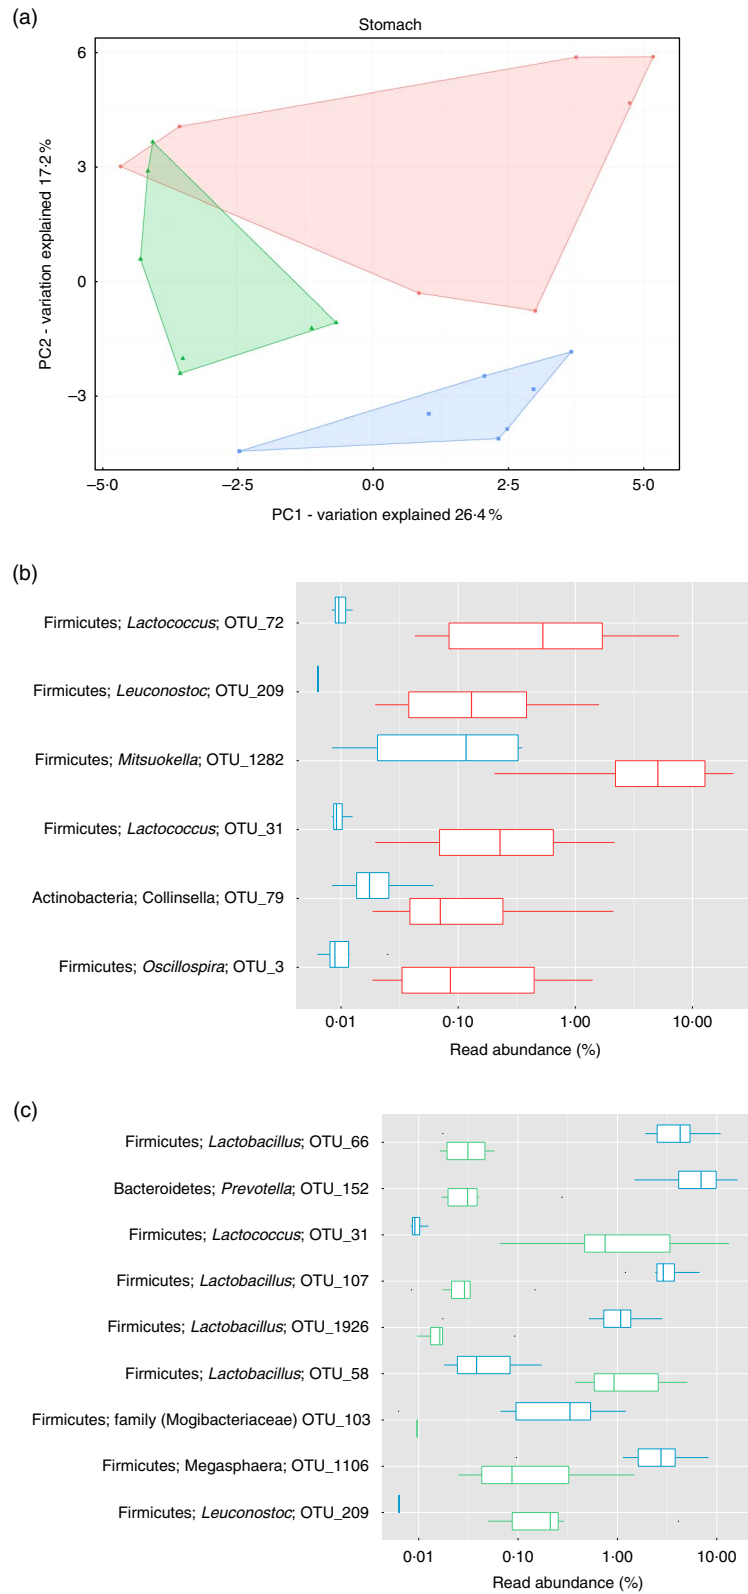 (a)
Stomach
6
3
0
–3
PC2 - variation explained 17·2%
–5·0 –2·5 0·0 2·5 5·0
PC1 - variation explained 26·4%
(b)
Firmicutes; Lactococcus; OTU_72
Firmicutes; Leuconostoc; OTU_209
Firmicutes; Mitsuokella; OTU_1282
Firmicutes; Lactococcus; OTU_31
Actinobacteria; Collinsella; OTU_79
Firmicutes; Oscillospira; OTU_3
0·01 0·10 1·00 10·00
Read abundance (%)
(c)
Firmicutes; Lactobacillus; OTU_66
Bacteroidetes; Prevotella; OTU_152
Firmicutes; Lactococcus; OTU_31
Firmicutes; Lactobacillus; OTU_107
Firmicutes; Lactobacillus; OTU_1926
Firmicutes; Lactobacillus; OTU_58
Firmicutes; family (Mogibacteriaceae) OTU_103
Firmicutes; Megasphaera; OTU_1106
Firmicutes; Leuconostoc; OTU_209
0·01 0·10 1·00 10·00
Read abundance (%)